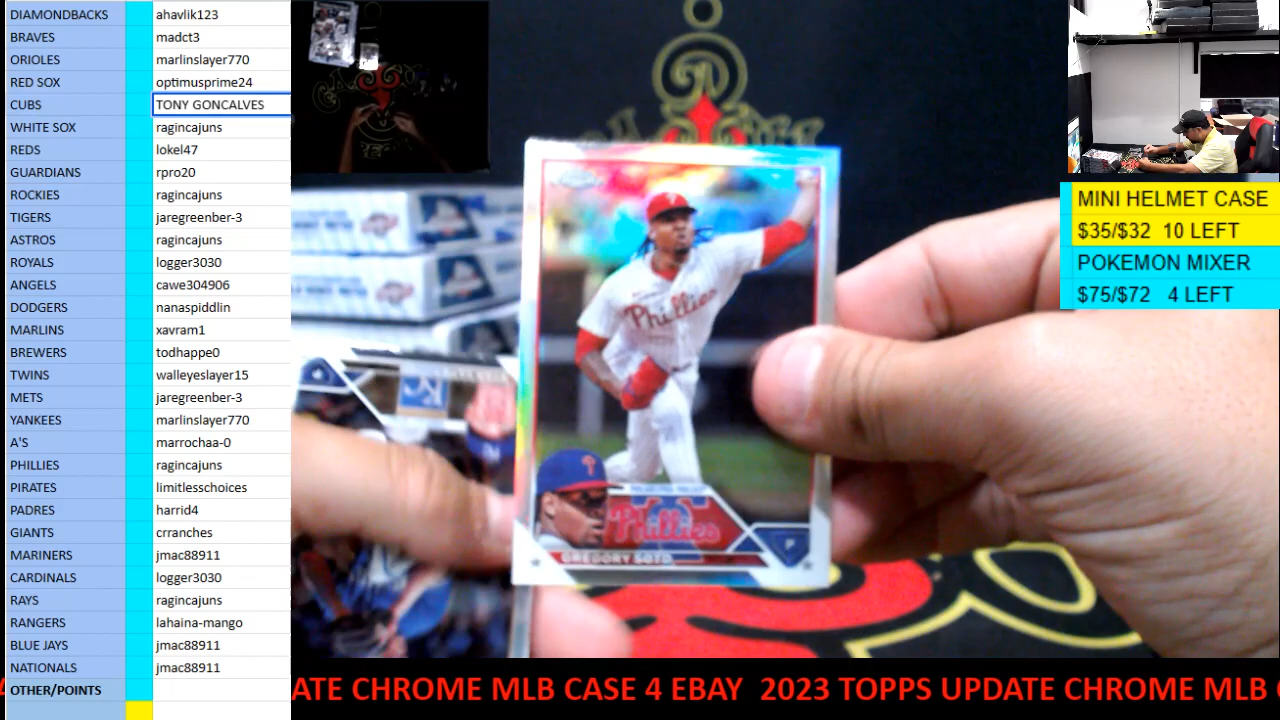 DIAMONDBACKS ahavlik123
BRAVES madct3
ORIOLES marlinslayer770
RED SOX optimusprime24
CUBS TONY GONCALVES
WHITE SOX ragincajuns
REDS lokel47
GUARDIANS rpro20
ROCKIES ragincajuns
TIGERS jaregreenber-3
ASTROS ragincajuns
ROYALS logger3030
ANGELS cawe304906
DODGERS nanaspiddlin
MARLINS xavram1
BREWERS todhappe0
TWINS walleyeslayer15
METS jaregreenber-3
YANKEES marlinslayer770
A'S marrochaa-0
PHILLIES ragincajuns
PIRATES limitlesschoices
PADRES harrid4
GIANTS crranches
MARINERS jmac88911
CARDINALS logger3030
RAYS ragincajuns
RANGERS lahaina-mango
BLUE JAYS jmac88911
NATIONALS jmac88911
OTHER/POINTS
MINI HELMET CASE
$35/$32 10 LEFT
POKEMON MIXER
$75/$72 4 LEFT
Phillies
Phillies
GREGORY SOTO
P
ATE CHROME MLB CASE 4 EBAY 2023 TOPPS UPDATE CHROME MLB